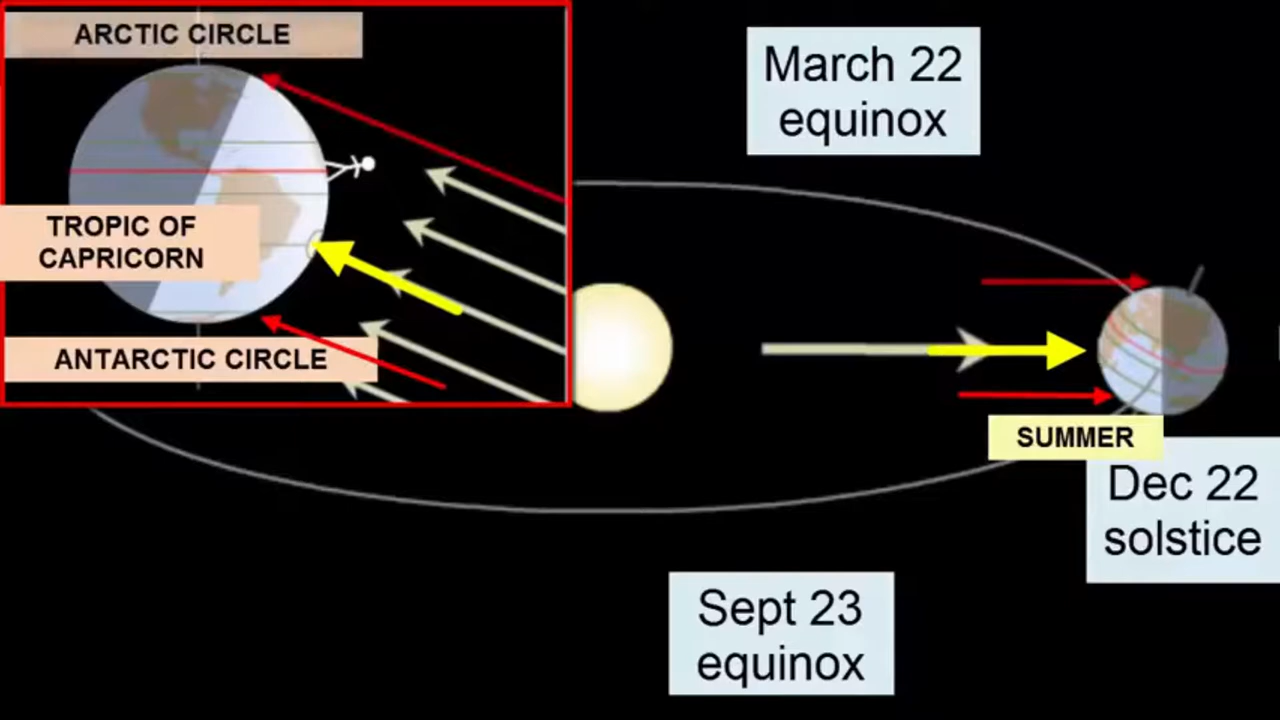 ARCTIC CIRCLE
TROPIC OF
CAPRICORN
ANTARCTIC CIRCLE
March 22
equinox
SUMMER
Dec 22
solstice
Sept 23
equinox